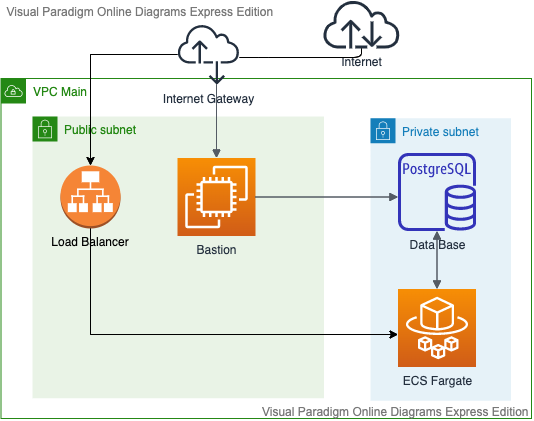 Visual Paradigm Online Diagrams Express Edition
Internet
VPC Main
Internet Gateway
Public subnet
Private subnet
PostgreSQL
Load Balancer
Bastion
Data Base
ECS Fargate
Visual Paradigm Online Diagrams Express Edition